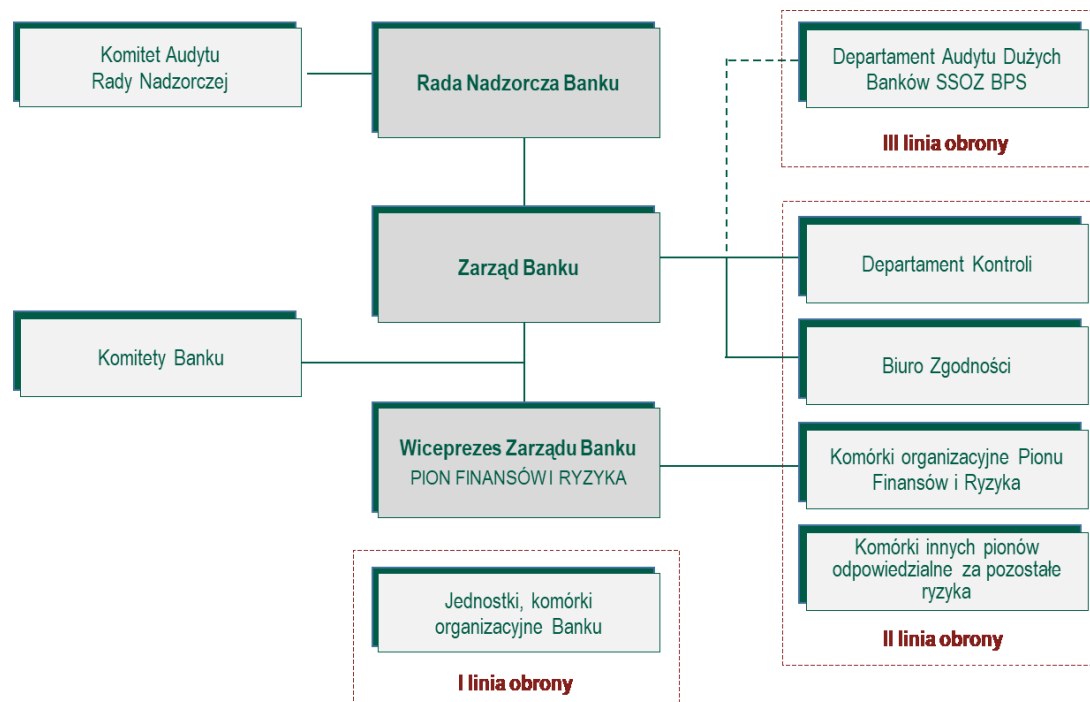 Komitet Audytu
Rady Nadzorczej
Rada Nadzorcza Banku
Departament Audytu Dużych
Banków SSOZ BPS
III linia obrony
Zarząd Banku
Departament Kontroli
Komitety Banku
Biuro Zgodności
Wiceprezes Zarządu Banku
PION FINANSÓW I RYZYKA
Komórki organizacyjne Pionu
Finansów i Ryzyka
Komórki innych pionów
odpowiedzialne za pozostałe
ryzyka
II linia obrony
Jednostki, komórki
organizacyjne Banku
I linia obrony